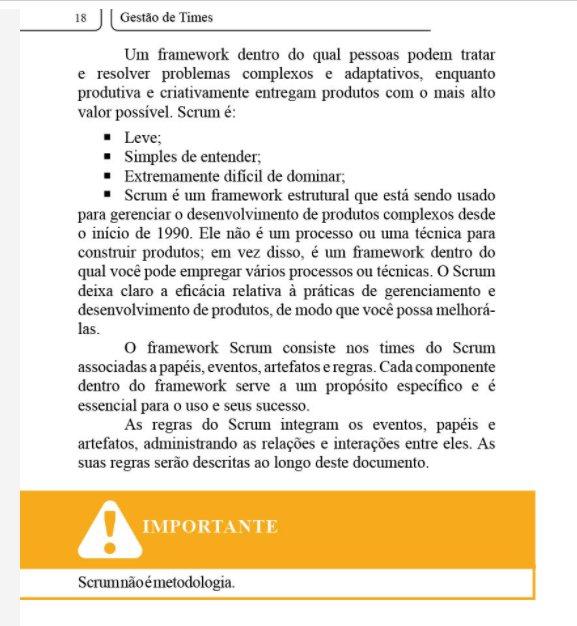 18 Gestão de Times
Um framework dentro do qual pessoas podem tratar
e resolver problemas complexos e adaptativos, enquanto
produtiva e criativamente entregam produtos com o mais alto
valor possível. Scrum é:
▪ Leve;
▪ Simples de entender;
▪ Extremamente difícil de dominar;
▪ Scrum é um framework estrutural que está sendo usado
para gerenciar o desenvolvimento de produtos complexos desde
o início de 1990. Ele não é um processo ou uma técnica para
construir produtos; em vez disso, é um framework dentro do
qual você pode empregar vários processos ou técnicas. O Scrum
deixa claro a eficácia relativa à práticas de gerenciamento e
desenvolvimento de produtos, de modo que você possa melhorá-
las.
O framework Scrum consiste nos times do Scrum
associadas a papéis, eventos, artefatos e regras. Cada componente
dentro do framework serve a um propósito específico e é
essencial para o uso e seus sucesso.
As regras do Scrum integram os eventos, papéis e
artefatos, administrando as relações e interações entre eles. As
suas regras serão descritas ao longo deste documento.
IMPORTANTE
Scrumnãoémetodologia.